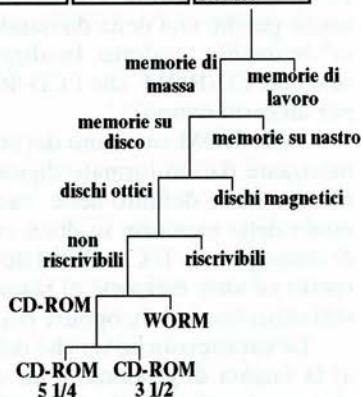 memorie di
massa
memorie di
lavoro
memorie su
disco
memorie su nastro
dischi ottici
dischi magnetici
non
riscrivibili
riscrivibili
CD-ROM
WORM
CD-ROM
5 1/4
CD-ROM
3 1/2